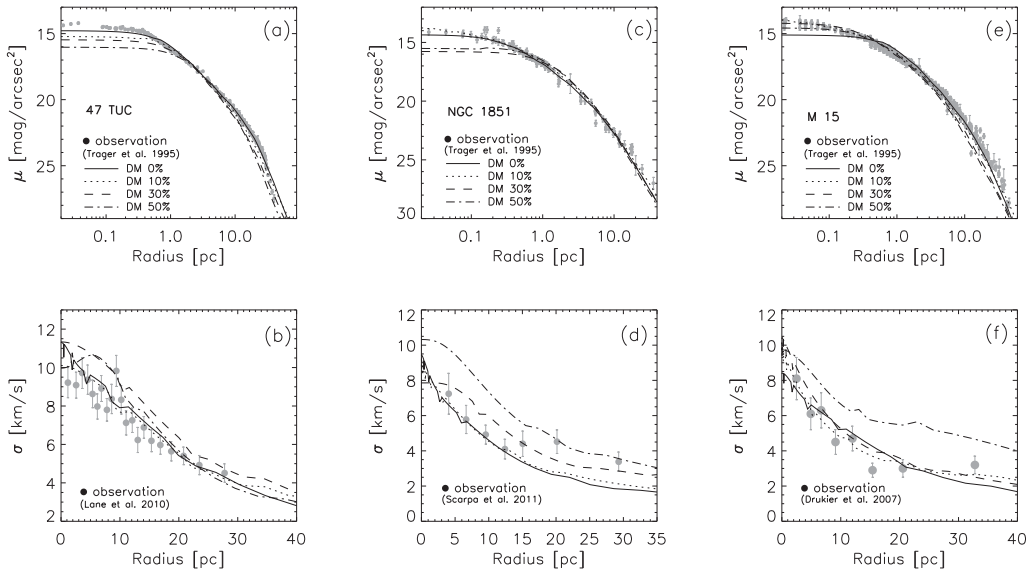 (a)
μ [mag/arcsec²]
15
20
25
47 TUC
observation
(Trager et al. 1995)
DM 0%
DM 10%
DM 30%
DM 50%
0.1 1.0 10.0
Radius [pc]
(c)
μ [mag/arcsec²]
10
15
20
25
30
NGC 1851
observation
(Trager et al. 1995)
DM 0%
DM 10%
DM 30%
DM 50%
0.1 1.0 10.0
Radius [pc]
(e)
μ [mag/arcsec²]
15
20
25
M 15
observation
(Trager et al. 1995)
DM 0%
DM 10%
DM 30%
DM 50%
0.1 1.0 10.0
Radius [pc]
(b)
σ [km/s]
12
10
8
6
4
2
observation
(Lane et al. 2010)
0 10 20 30 40
Radius [pc]
(d)
σ [km/s]
12
10
8
6
4
2
0
observation
(Scarpa et al. 2011)
0 5 10 15 20 25 30 35
Radius [pc]
(f)
σ [km/s]
12
10
8
6
4
2
0
observation
(Drukier et al. 2007)
0 10 20 30 40
Radius [pc]